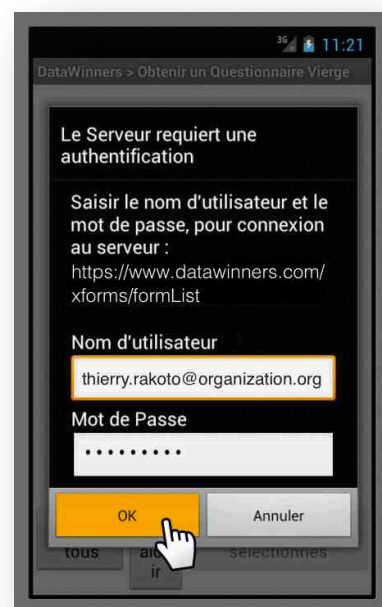 3G 11:21
DataWinners > Obtenir un Questionnaire Vierge
Le Serveur requiert une
authentification
Saisir le nom d'utilisateur et le
mot de passe, pour connexion
au serveur :
https://www.datawinners.com/
xforms/formList
Nom d'utilisateur
thierry.rakoto@organization.org
Mot de Passe
•••••••••
OK Annuler
tous sélectionnés
ir